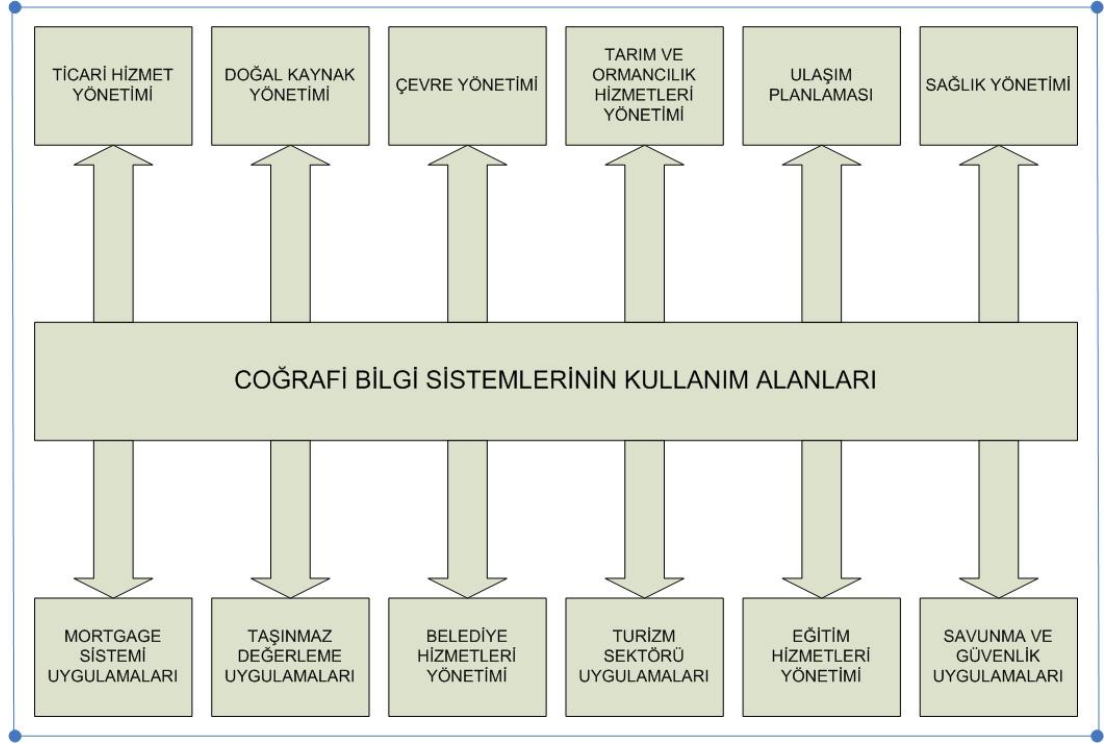 TİCARİ HİZMET
YÖNETİMİ
DOĞAL KAYNAK
YÖNETİMİ
ÇEVRE YÖNETİMİ
TARIM VE
ORMANCILIK
HİZMETLERİ
YÖNETİMİ
ULAŞIM
PLANLAMASI
SAĞLIK YÖNETİMİ
COĞRAFİ BİLGİ SİSTEMLERİNİN KULLANIM ALANLARI
MORTGAGE
SİSTEMİ
UYGULAMALARI
TAŞINMAZ
DEĞERLEME
UYGULAMALARI
BELEDİYE
HİZMETLERİ
YÖNETİMİ
TURİZM
SEKTÖRÜ
UYGULAMALARI
EĞİTİM
HİZMETLERİ
YÖNETİMİ
SAVUNMA VE
GÜVENLİK
UYGULAMALARI